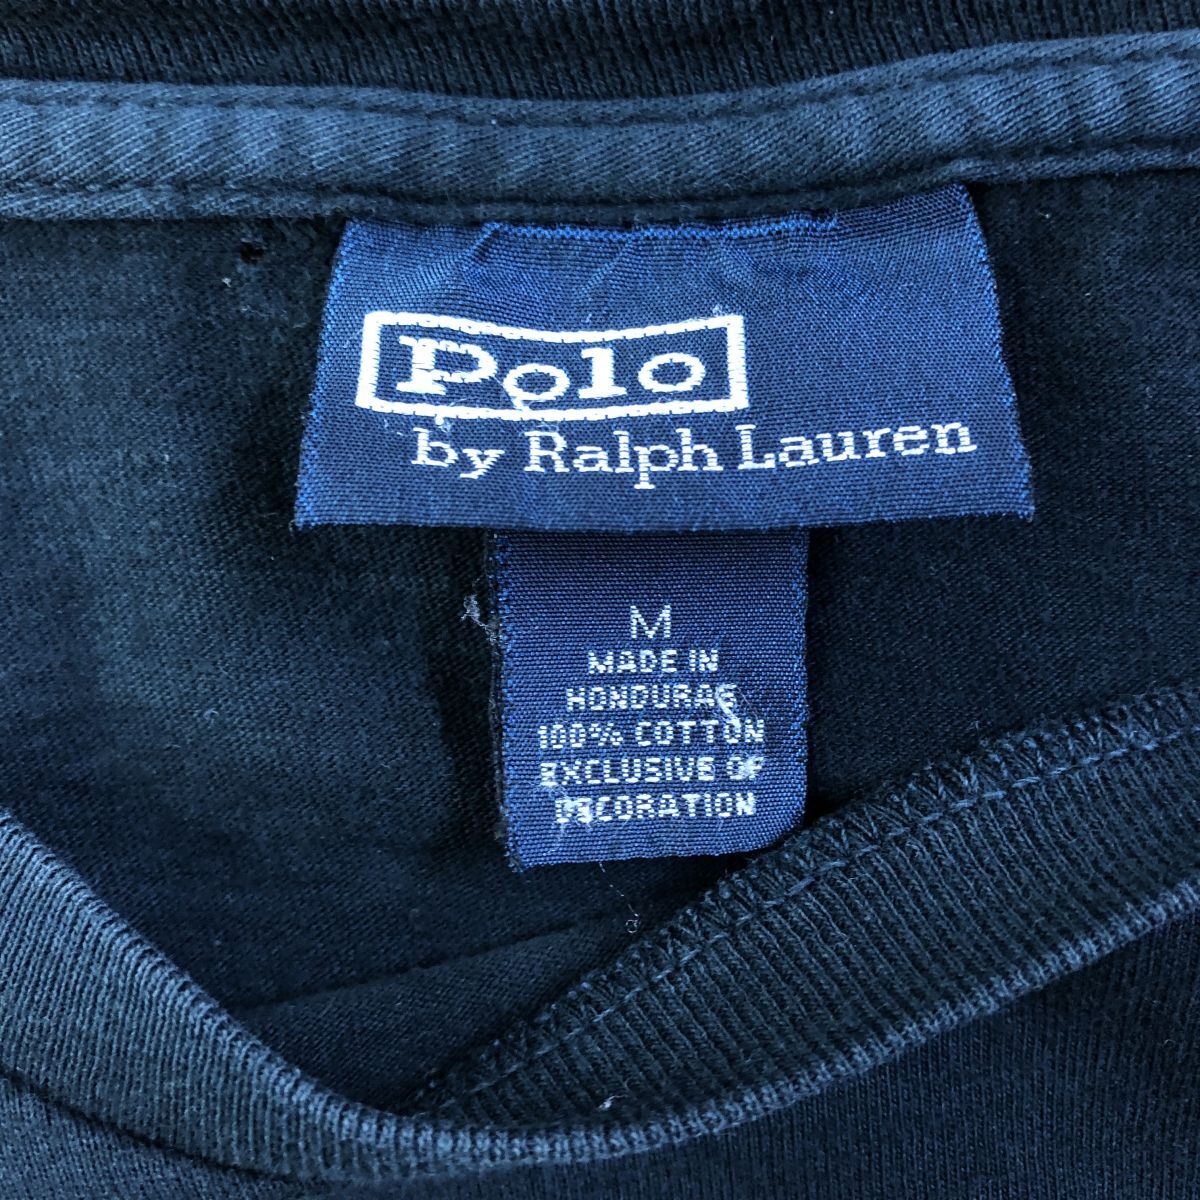 Polo
by Ralph Lauren
M
MADE IN
HONDURAS
100% COTTON
EXCLUSIVE OF
DECORATION